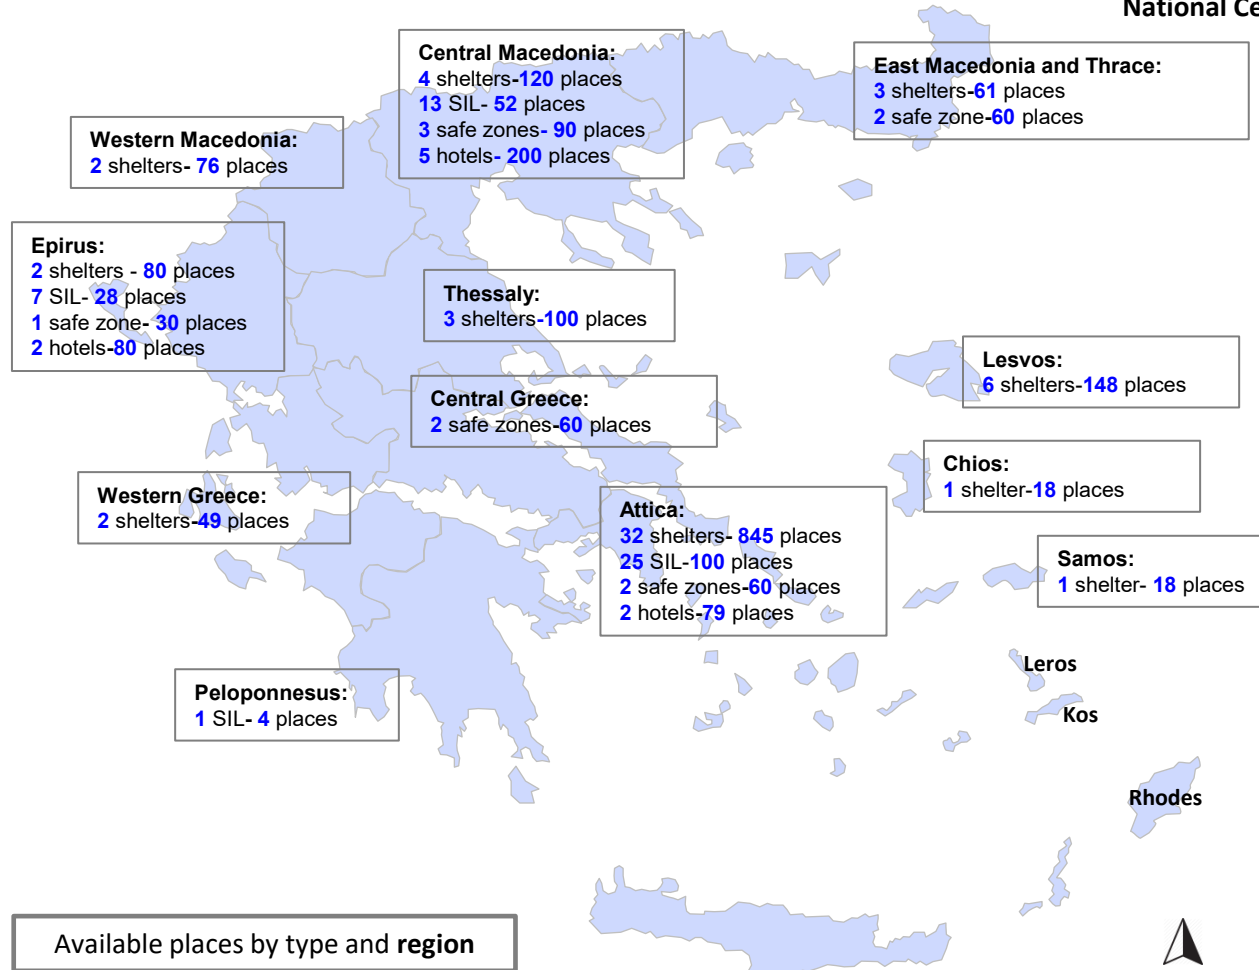 National Ce
Central Macedonia:
4 shelters-120 places
13 SIL- 52 places
3 safe zones- 90 places
5 hotels- 200 places
East Macedonia and Thrace:
3 shelters-61 places
2 safe zone-60 places
Western Macedonia:
2 shelters- 76 places
Epirus:
2 shelters - 80 places
7 SIL- 28 places
1 safe zone- 30 places
2 hotels-80 places
Thessaly:
3 shelters-100 places
Lesvos:
6 shelters-148 places
Central Greece:
2 safe zones-60 places
Chios:
1 shelter-18 places
Western Greece:
2 shelters-49 places
Attica:
32 shelters- 845 places
25 SIL-100 places
2 safe zones-60 places
2 hotels-79 places
Samos:
1 shelter- 18 places
Leros
Kos
Peloponnesus:
1 SIL- 4 places
Rhodes
Available places by type and region